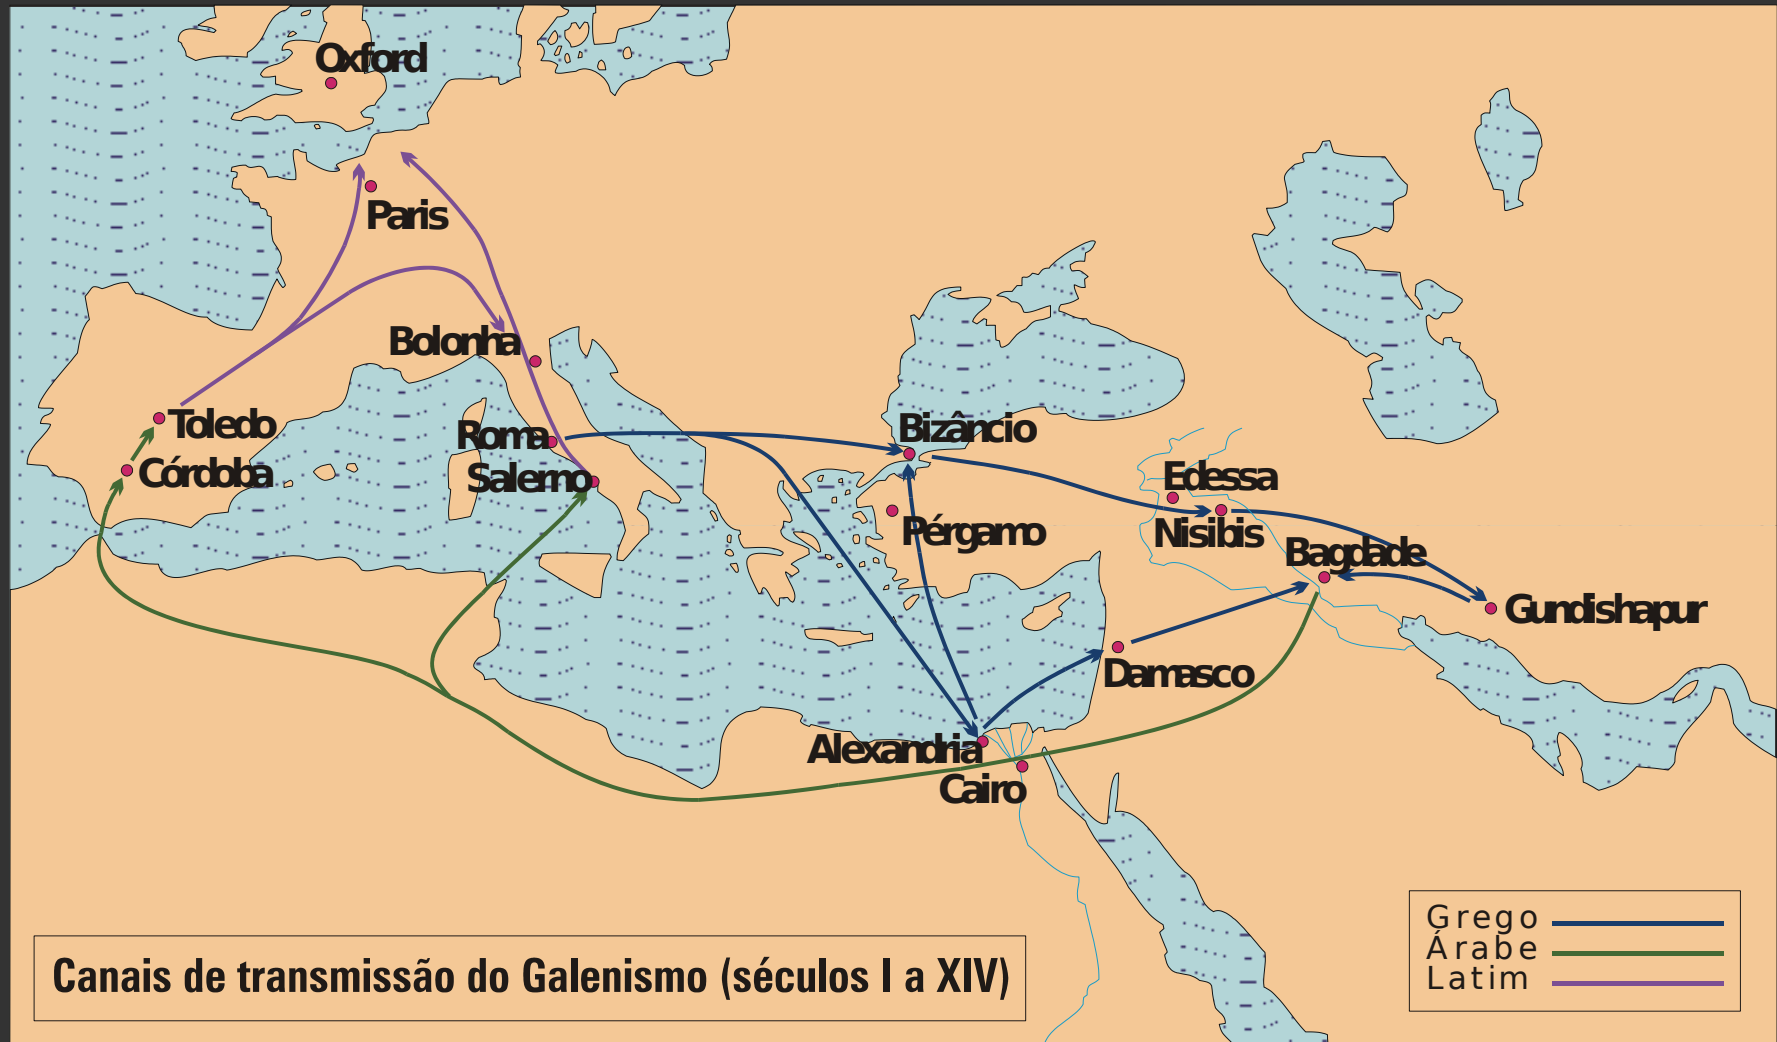 Oxford
Paris
Bolonha
Toledo
Córdoba
Roma
Salerno
Bizâncio
Pérgamo
Edessa
Nisibis
Bagdade
Gundishapur
Damasco
Alexandria
Cairo
Canais de transmissão do Galenismo (séculos I a XIV)
Grego
Árabe
Latim